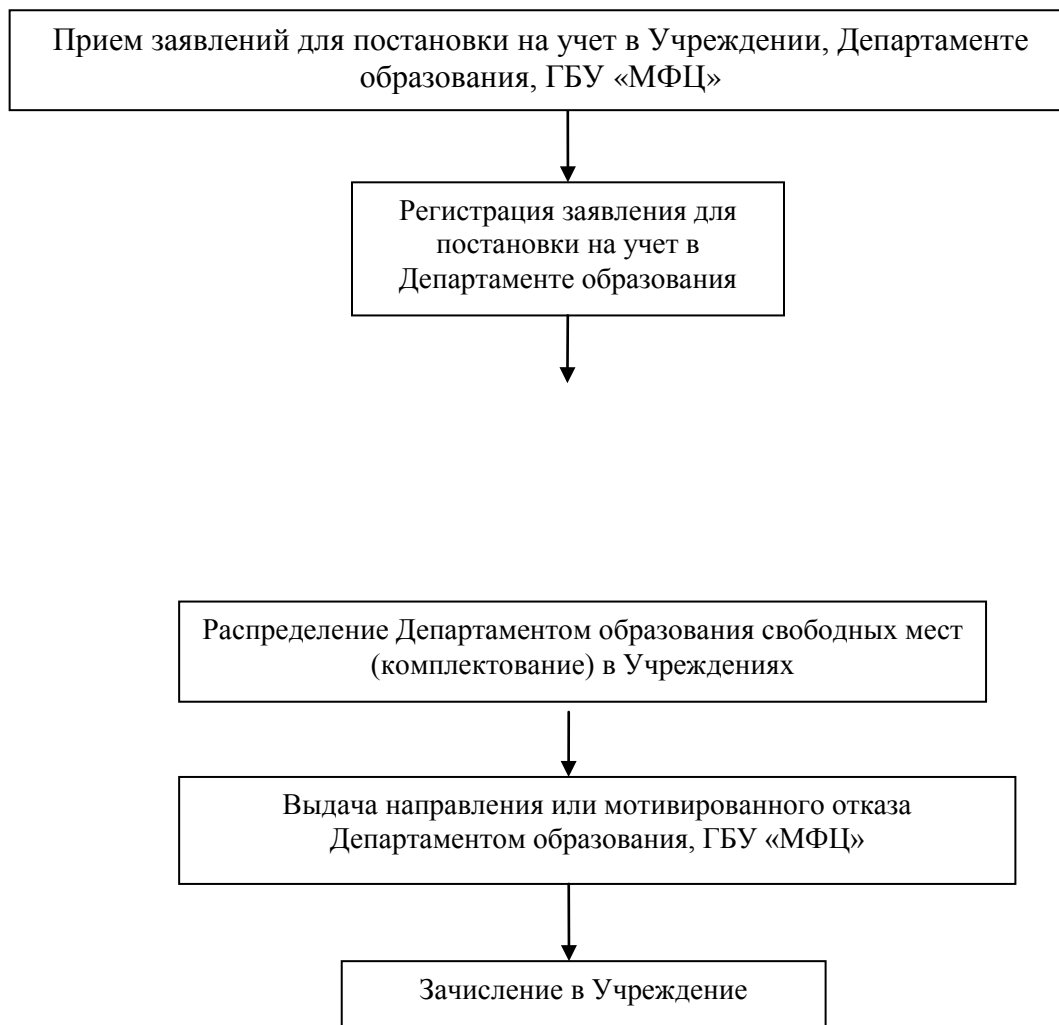 Прием заявлений для постановки на учет в Учреждении, Департаменте
образования, ГБУ «МФЦ»
Регистрация заявления для
постановки на учет в
Департаменте образования
Распределение Департаментом образования свободных мест
(комплектование) в Учреждениях
Выдача направления или мотивированного отказа
Департаментом образования, ГБУ «МФЦ»
Зачисление в Учреждение